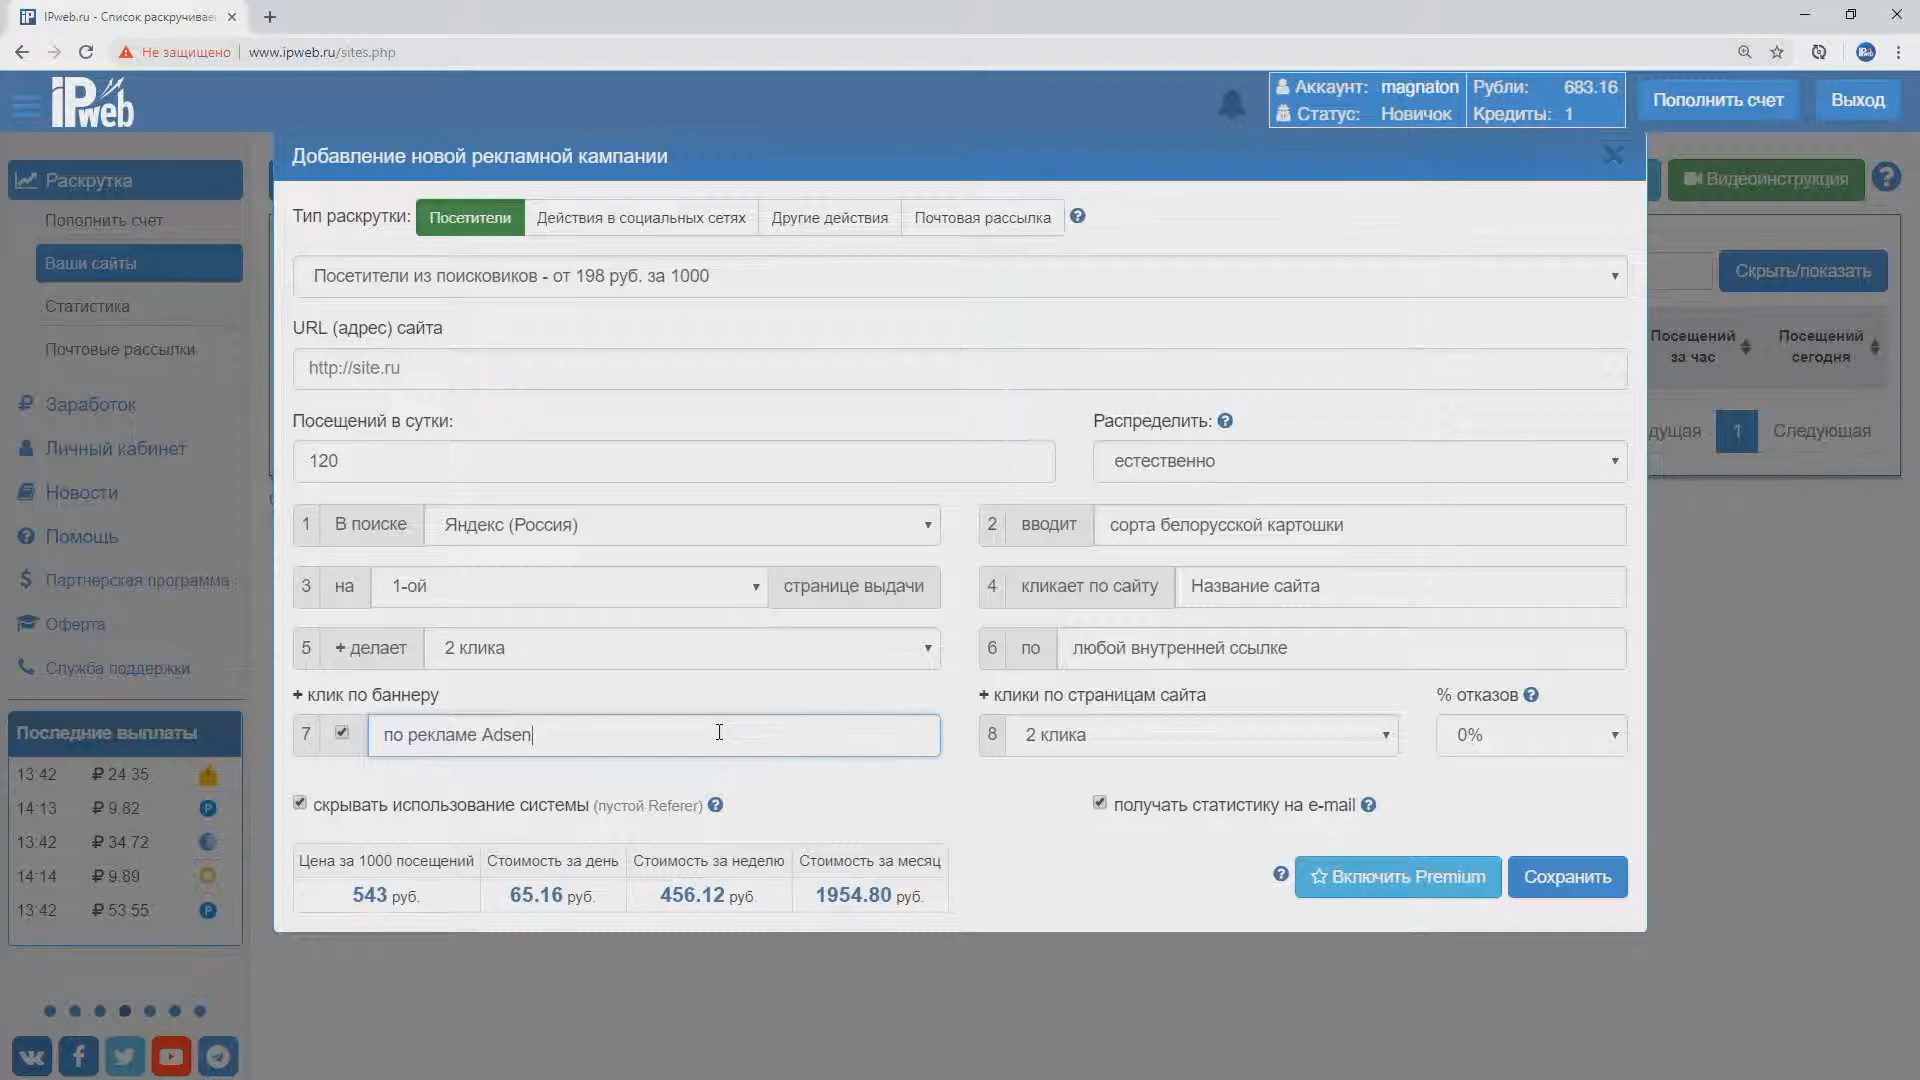 IPweb.ru - Список раскручивае
Не защищено
www.ipweb.ru/sites.php
IPweb
Аккаунт: magnaton
Рубли: 683.16
Статус: Новичок
Кредиты: 1
Пополнить счет
Выход
Добавление новой рекламной кампании
Раскрутка
Пополнить счет
Ваши сайты
Статистика
Почтовые рассылки
Заработок
Личный кабинет
Новости
Помощь
Партнерская программа
Оферта
Служба поддержки
Последние выплаты
13:42 ₽ 24.35
14:13 ₽ 9.82
13:42 ₽ 34.72
14:14 ₽ 9.89
13:42 ₽ 53.55
Тип раскрутки: Посетители Действия в социальных сетях Другие действия Почтовая рассылка
Посетители из поисковиков - от 198 руб. за 1000
URL (адрес) сайта
http://site.ru
Посещений в сутки:
Распределить:
120
естественно
1 В поиске Яндекс (Россия)
2 вводит сорта белорусской картошки
3 на 1-ой странице выдачи
4 кликает по сайту Название сайта
5 + делает 2 клика
6 по любой внутренней ссылке
+ клик по баннеру
+ клики по страницам сайта
% отказов
7 по рекламе Adsen
8 2 клика
0%
скрывать использование системы (пустой Referer)
получать статистику на e-mail
Цена за 1000 посещений Стоимость за день Стоимость за неделю Стоимость за месяц
543 руб. 65.16 руб. 456.12 руб. 1954.80 руб.
Включить Premium
Сохранить
Видеоинструкция
Скрыть/показать
Посещений за час
Посещений сегодня
дущая 1 Следующая